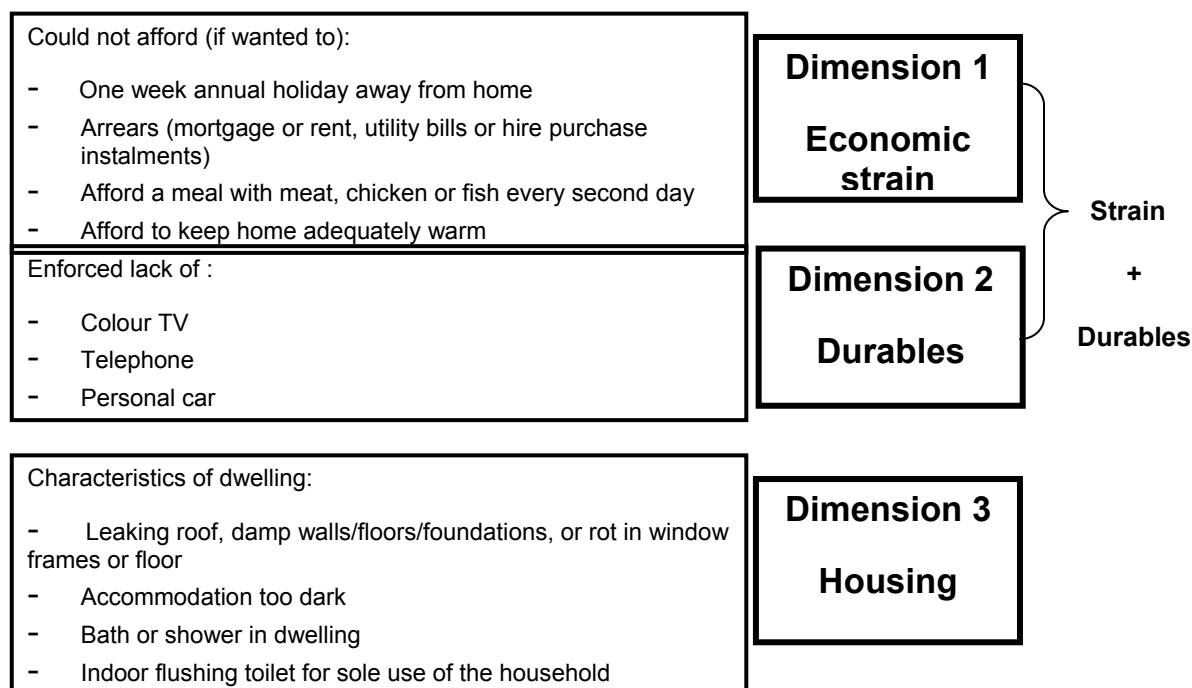 Could not afford (if wanted to):
- One week annual holiday away from home
- Arrears (mortgage or rent, utility bills or hire purchase
instalments)
- Afford a meal with meat, chicken or fish every second day
- Afford to keep home adequately warm
Dimension 1
Economic
strain
Enforced lack of :
- Colour TV
- Telephone
- Personal car
Dimension 2
Durables
Strain
+
Durables
Characteristics of dwelling:
- Leaking roof, damp walls/floors/foundations, or rot in window
frames or floor
- Accommodation too dark
- Bath or shower in dwelling
- Indoor flushing toilet for sole use of the household
Dimension 3
Housing